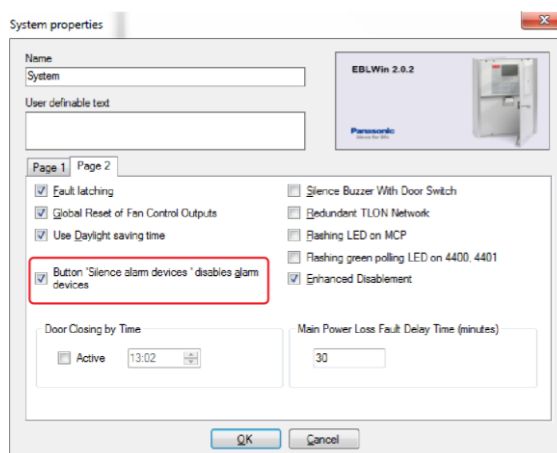 System properties
Name
System
EBLWin 2.0.2
User definable text
Panasonic
Page 1
Page 2
Fault latching
Global Reset of Fan Control Outputs
Use Daylight saving time
Button 'Silence alarm devices ' disables alarm
devices
Silence Buzzer With Door Switch
Redundant TLON Network
Flashing LED on MCP
Flashing green polling LED on 4400, 4401
Enhanced Disablement
Door Closing by Time
Active
13:02
Main Power Loss Fault Delay Time (minutes)
30
OK
Cancel